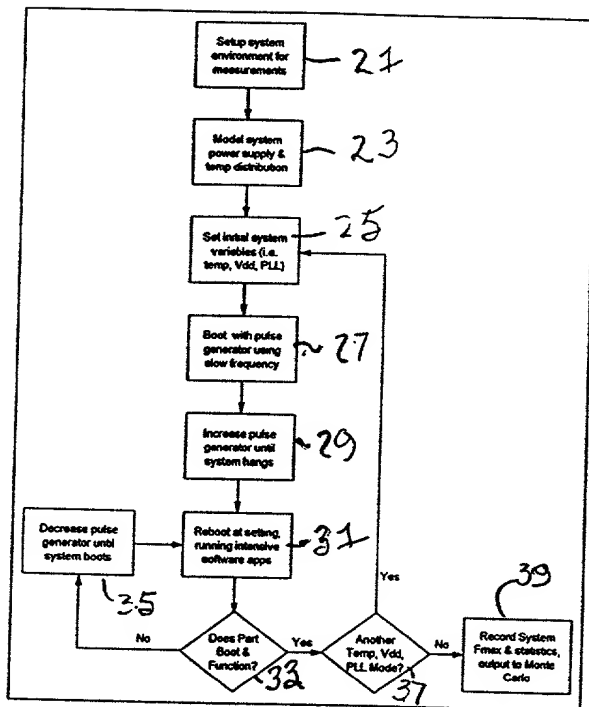 Setup system
environment for
measurements
21
Model system
power supply &
temp distribution
23
Set initial system
variables (i.e.
temp, Vdd, PLL)
25
Boot with pulse
generator using
slow frequency
27
Increase pulse
generator until
system hangs
29
Decrease pulse
generator until
system boots
35
Reboot at setting,
running intensive
software apps
31
Yes
39
No
Does Part
Boot &
Function?
33
Yes
Another
Temp, Vdd,
PLL Mode?
37
No
Record System
Fmax & statistics,
output to Monte
Carlo